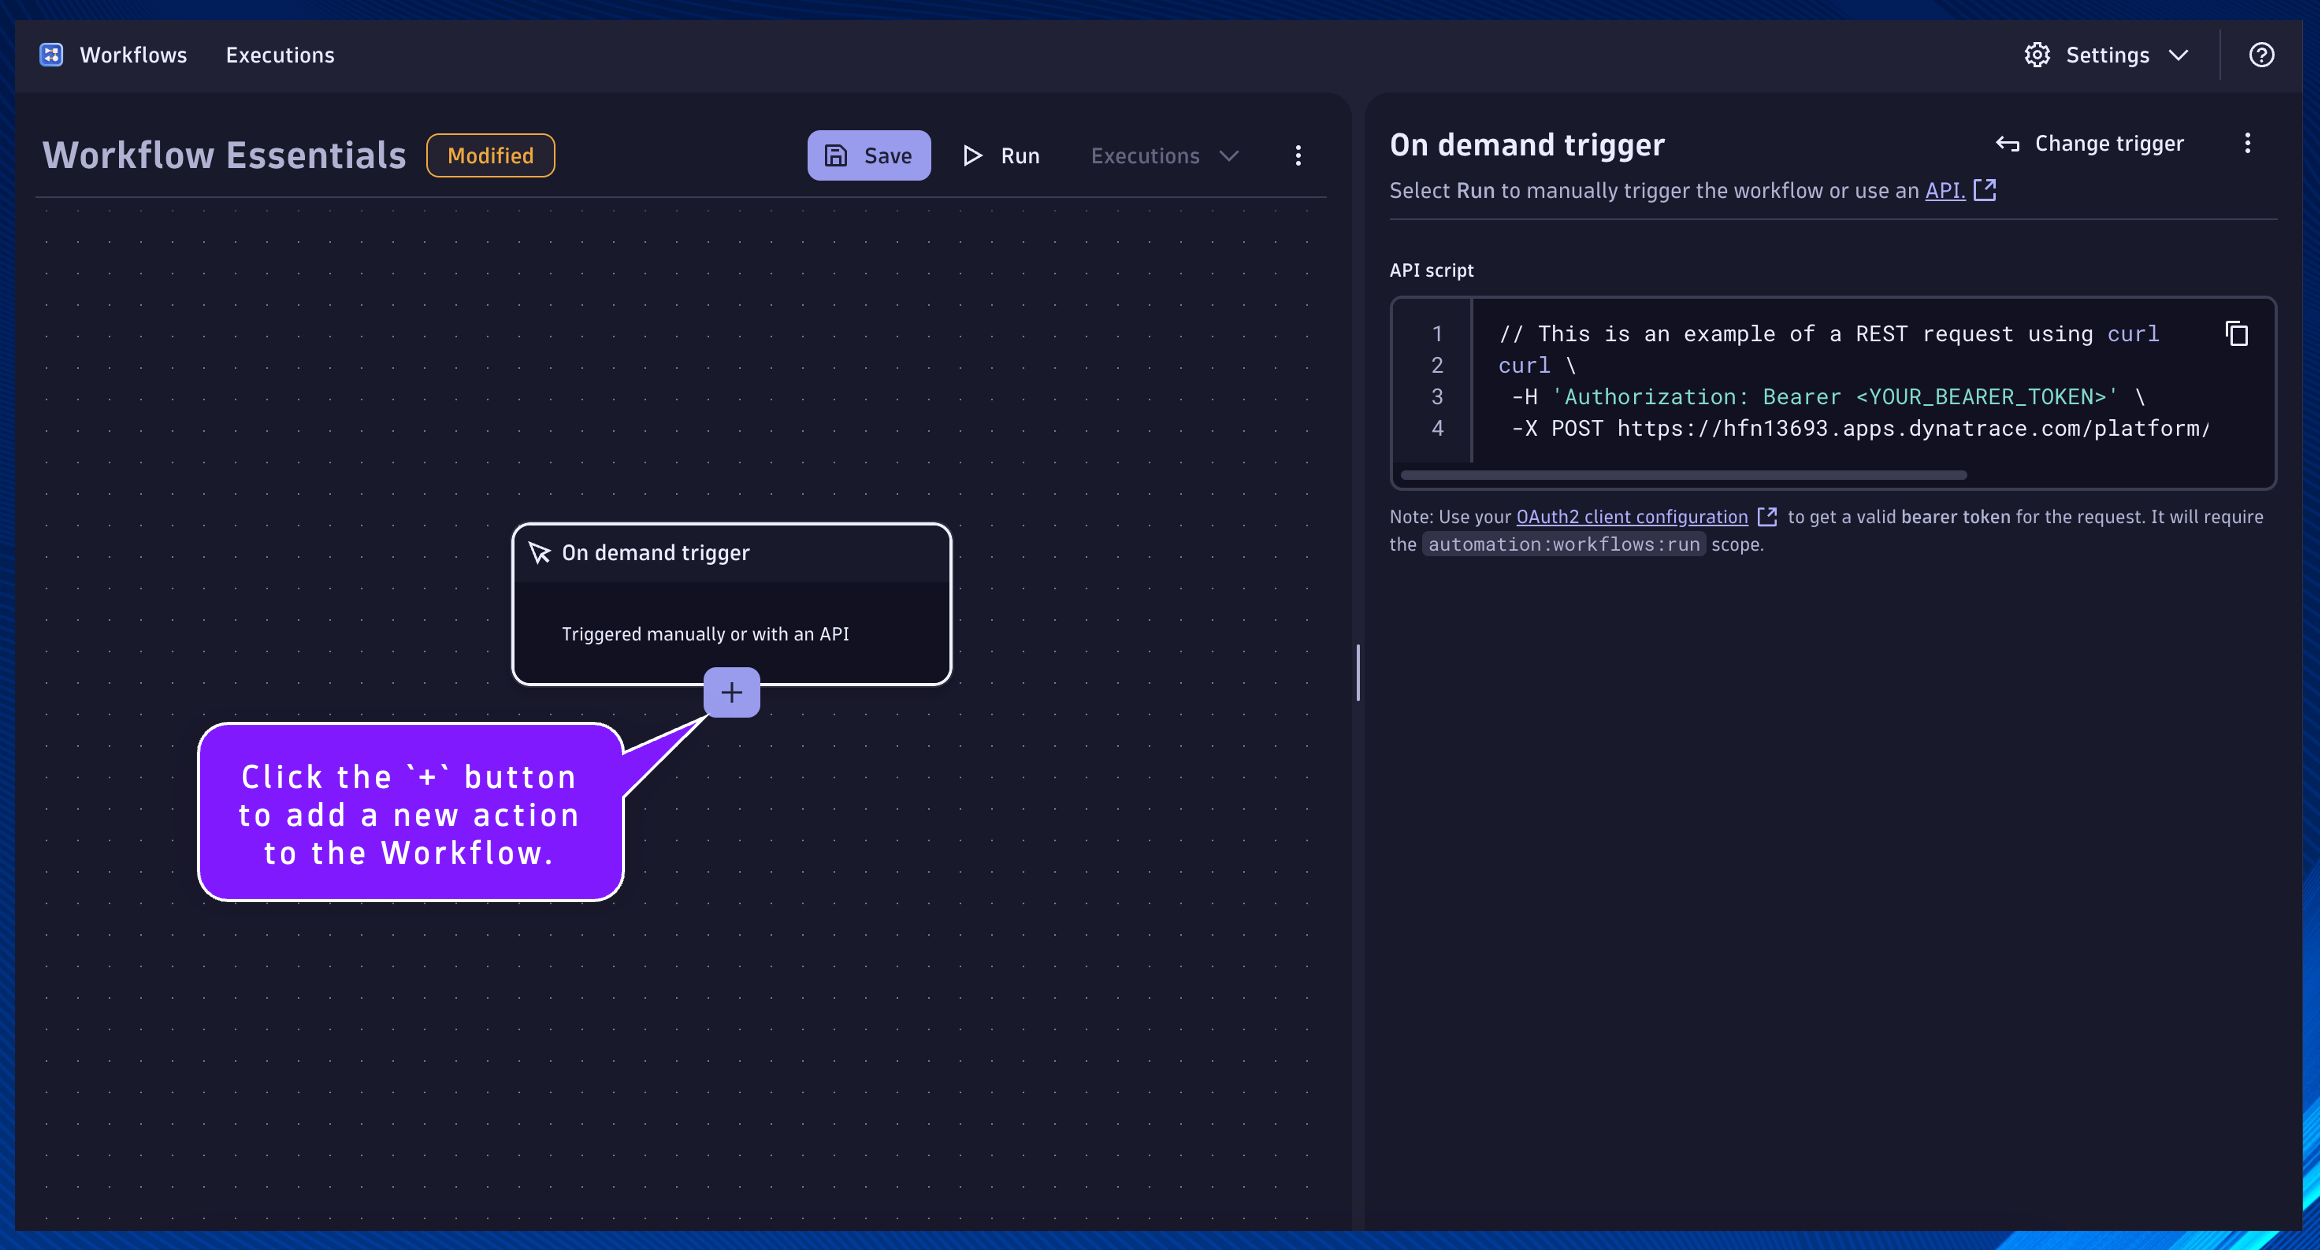 Workflows
Executions
Settings
Workflow Essentials
Modified
Save
Run
Executions
On demand trigger
Triggered manually or with an API
+
Click the `+` button
to add a new action
to the Workflow.
On demand trigger
Change trigger
Select Run to manually trigger the workflow or use an API.
API script
1 // This is an example of a REST request using curl
2 curl \
3 -H 'Authorization: Bearer <YOUR_BEARER_TOKEN>' \
4 -X POST https://hfn13693.apps.dynatrace.com/platform/
Note: Use your OAuth2 client configuration to get a valid bearer token for the request. It will require
the automation:workflows:run scope.